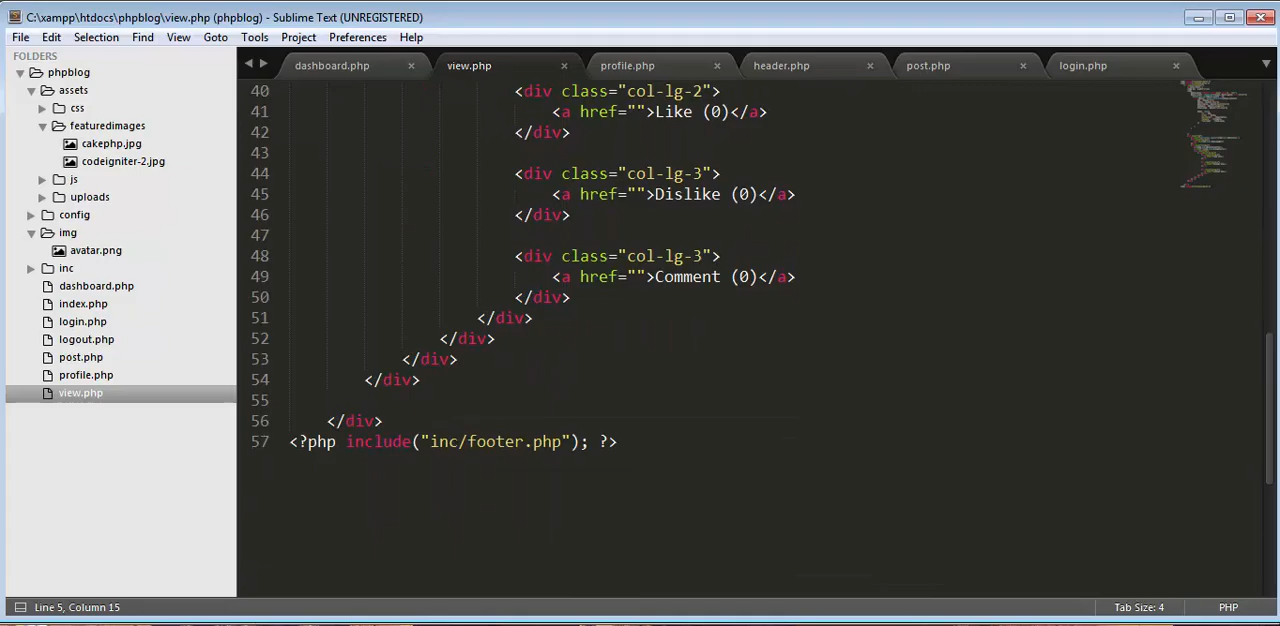 C:\xampp\htdocs\phpblog\view.php (phpblog) - Sublime Text (UNREGISTERED)
File Edit Selection Find View Goto Tools Project Preferences Help
FOLDERS
phpblog
assets
css
featuredimages
cakephp.jpg
codeigniter-2.jpg
js
uploads
config
img
avatar.png
inc
dashboard.php
index.php
login.php
logout.php
post.php
profile.php
view.php
dashboard.php × view.php × profile.php × header.php × post.php × login.php ×
40 <div class="col-lg-2">
41 <a href="">Like (0)</a>
42 </div>
43
44 <div class="col-lg-3">
45 <a href="">Dislike (0)</a>
46 </div>
47
48 <div class="col-lg-3">
49 <a href="">Comment (0)</a>
50 </div>
51 </div>
52 </div>
53 </div>
54 </div>
55
56 </div>
57 <?php include("inc/footer.php"); ?>
Line 5, Column 15
Tab Size: 4
PHP